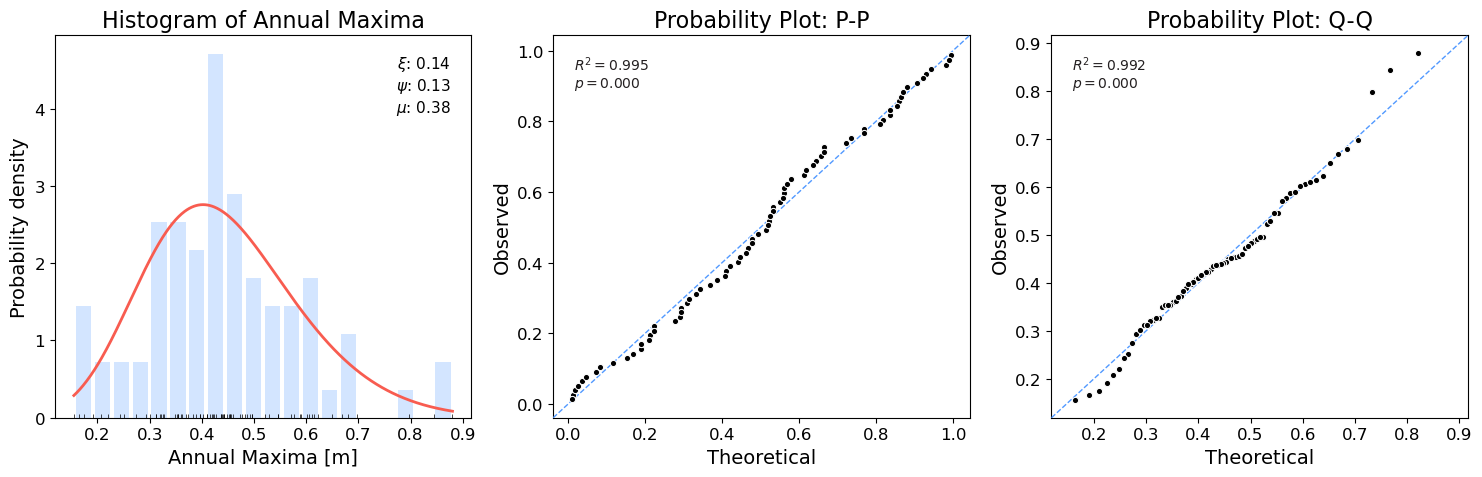 Histogram of Annual Maxima
ξ: 0.14
ψ: 0.13
μ: 0.38
Probability density
4
3
2
1
0
0.2 0.3 0.4 0.5 0.6 0.7 0.8 0.9
Annual Maxima [m]
Probability Plot: P-P
R² = 0.995
p = 0.000
Observed
1.0
0.8
0.6
0.4
0.2
0.0
0.0 0.2 0.4 0.6 0.8 1.0
Theoretical
Probability Plot: Q-Q
R² = 0.992
p = 0.000
Observed
0.9
0.8
0.7
0.6
0.5
0.4
0.3
0.2
0.2 0.3 0.4 0.5 0.6 0.7 0.8 0.9
Theoretical